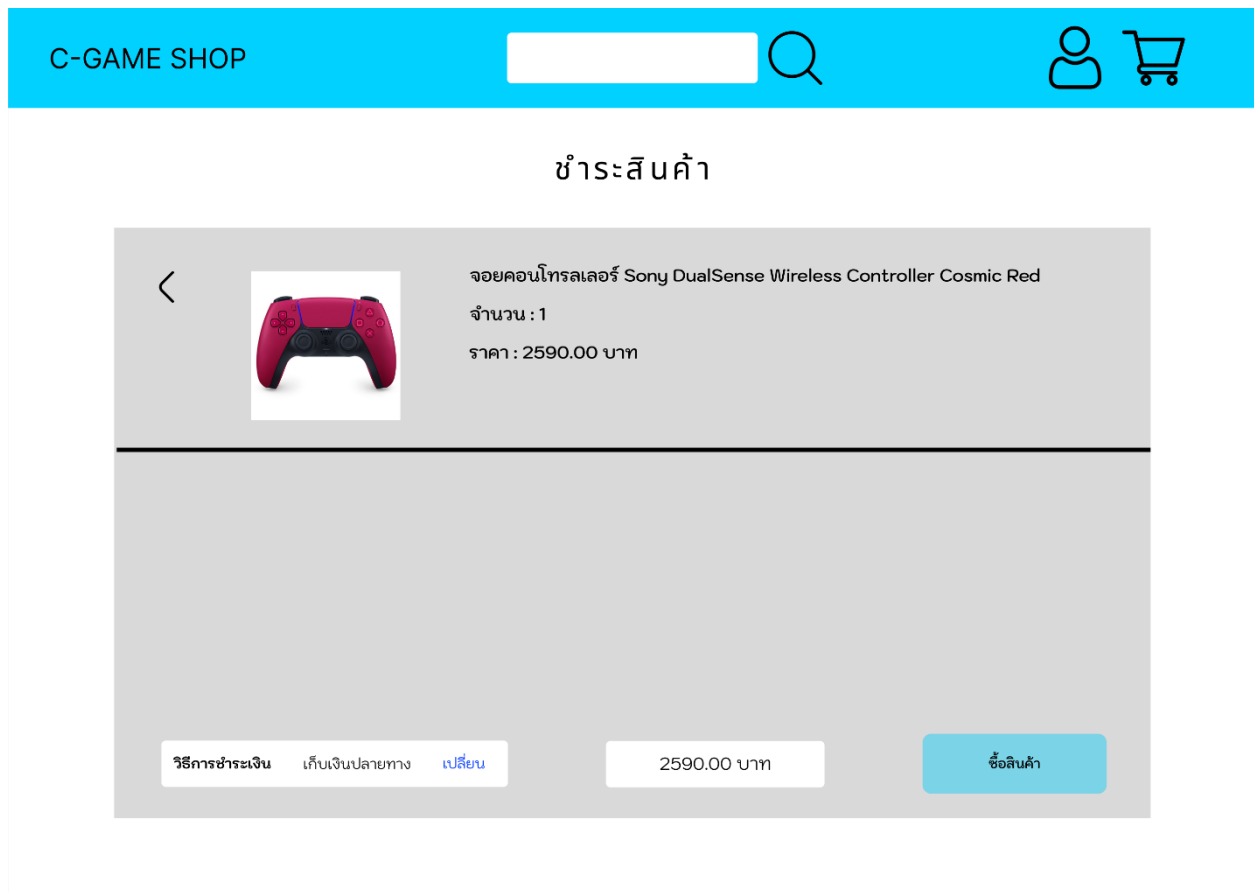 C-GAME SHOP
ชำระสินค้า
จอยคอนโทรลเลอร์ Sony DualSense Wireless Controller Cosmic Red
จำนวน : 1
ราคา : 2590.00 บาท
วิธีการชำระเงิน เก็บเงินปลายทาง เปลี่ยน
2590.00 บาท
ซื้อสินค้า